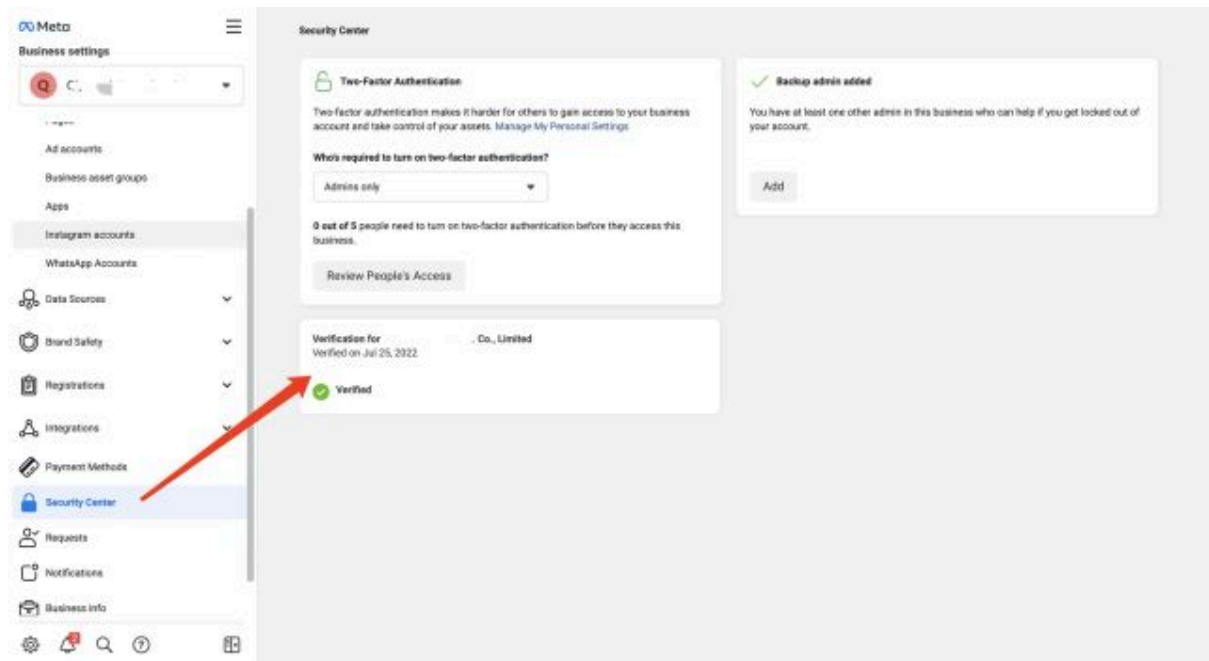 Meta
Business settings
Q
Ad accounts
Business asset groups
Apps
Instagram accounts
WhatsApp Accounts
Data Sources
Brand Safety
Registrations
Integrations
Payment Methods
Security Center
Requests
Notifications
Business info
Security Center
Two-Factor Authentication
Two-factor authentication makes it harder for others to gain access to your business
account and take control of your assets. Manage My Personal Settings
Who's required to turn on two-factor authentication?
Admins only
0 out of 5 people need to turn on two-factor authentication before they access this
business.
Review People's Access
Verification for . Co., Limited
Verified on Jul 25, 2022
Verified
Backup admin added
You have at least one other admin in this business who can help if you get locked out of
your account.
Add